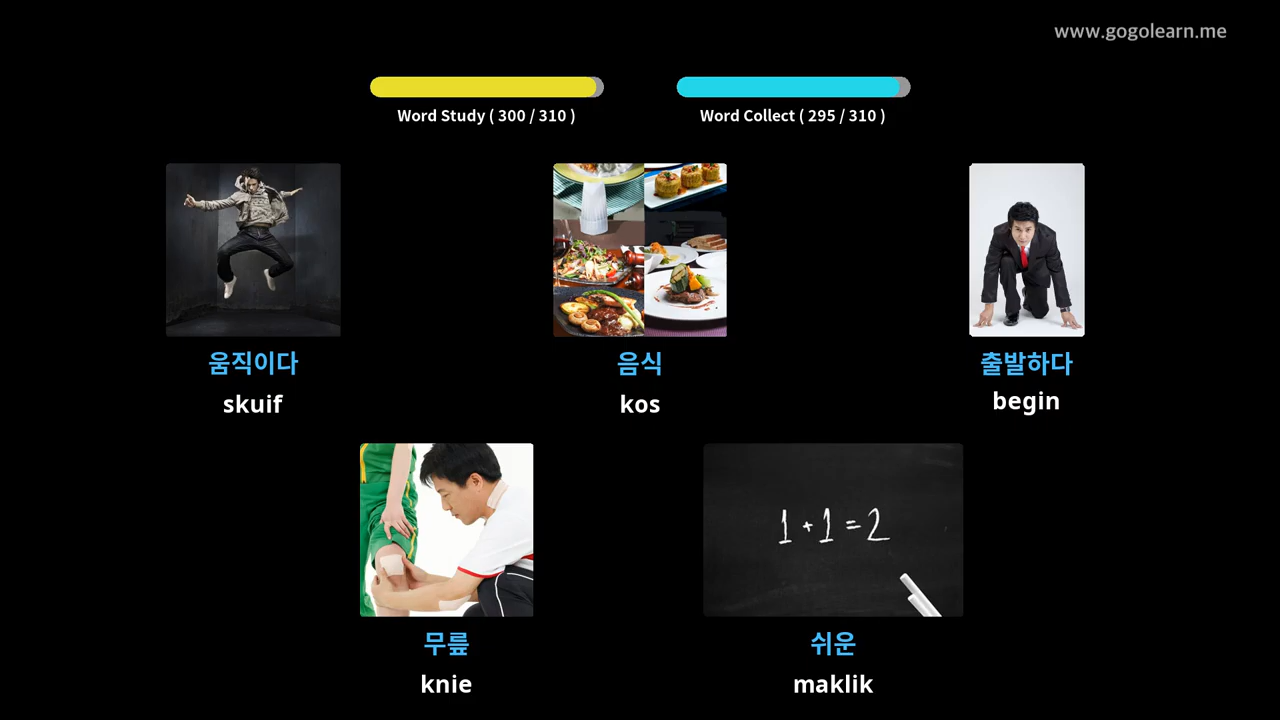 www.gogolearn.me
Word Study ( 300 / 310 )
Word Collect ( 295 / 310 )
움직이다
skuif
음식
kos
출발하다
begin
1+1=2
무릎
knie
쉬운
maklik